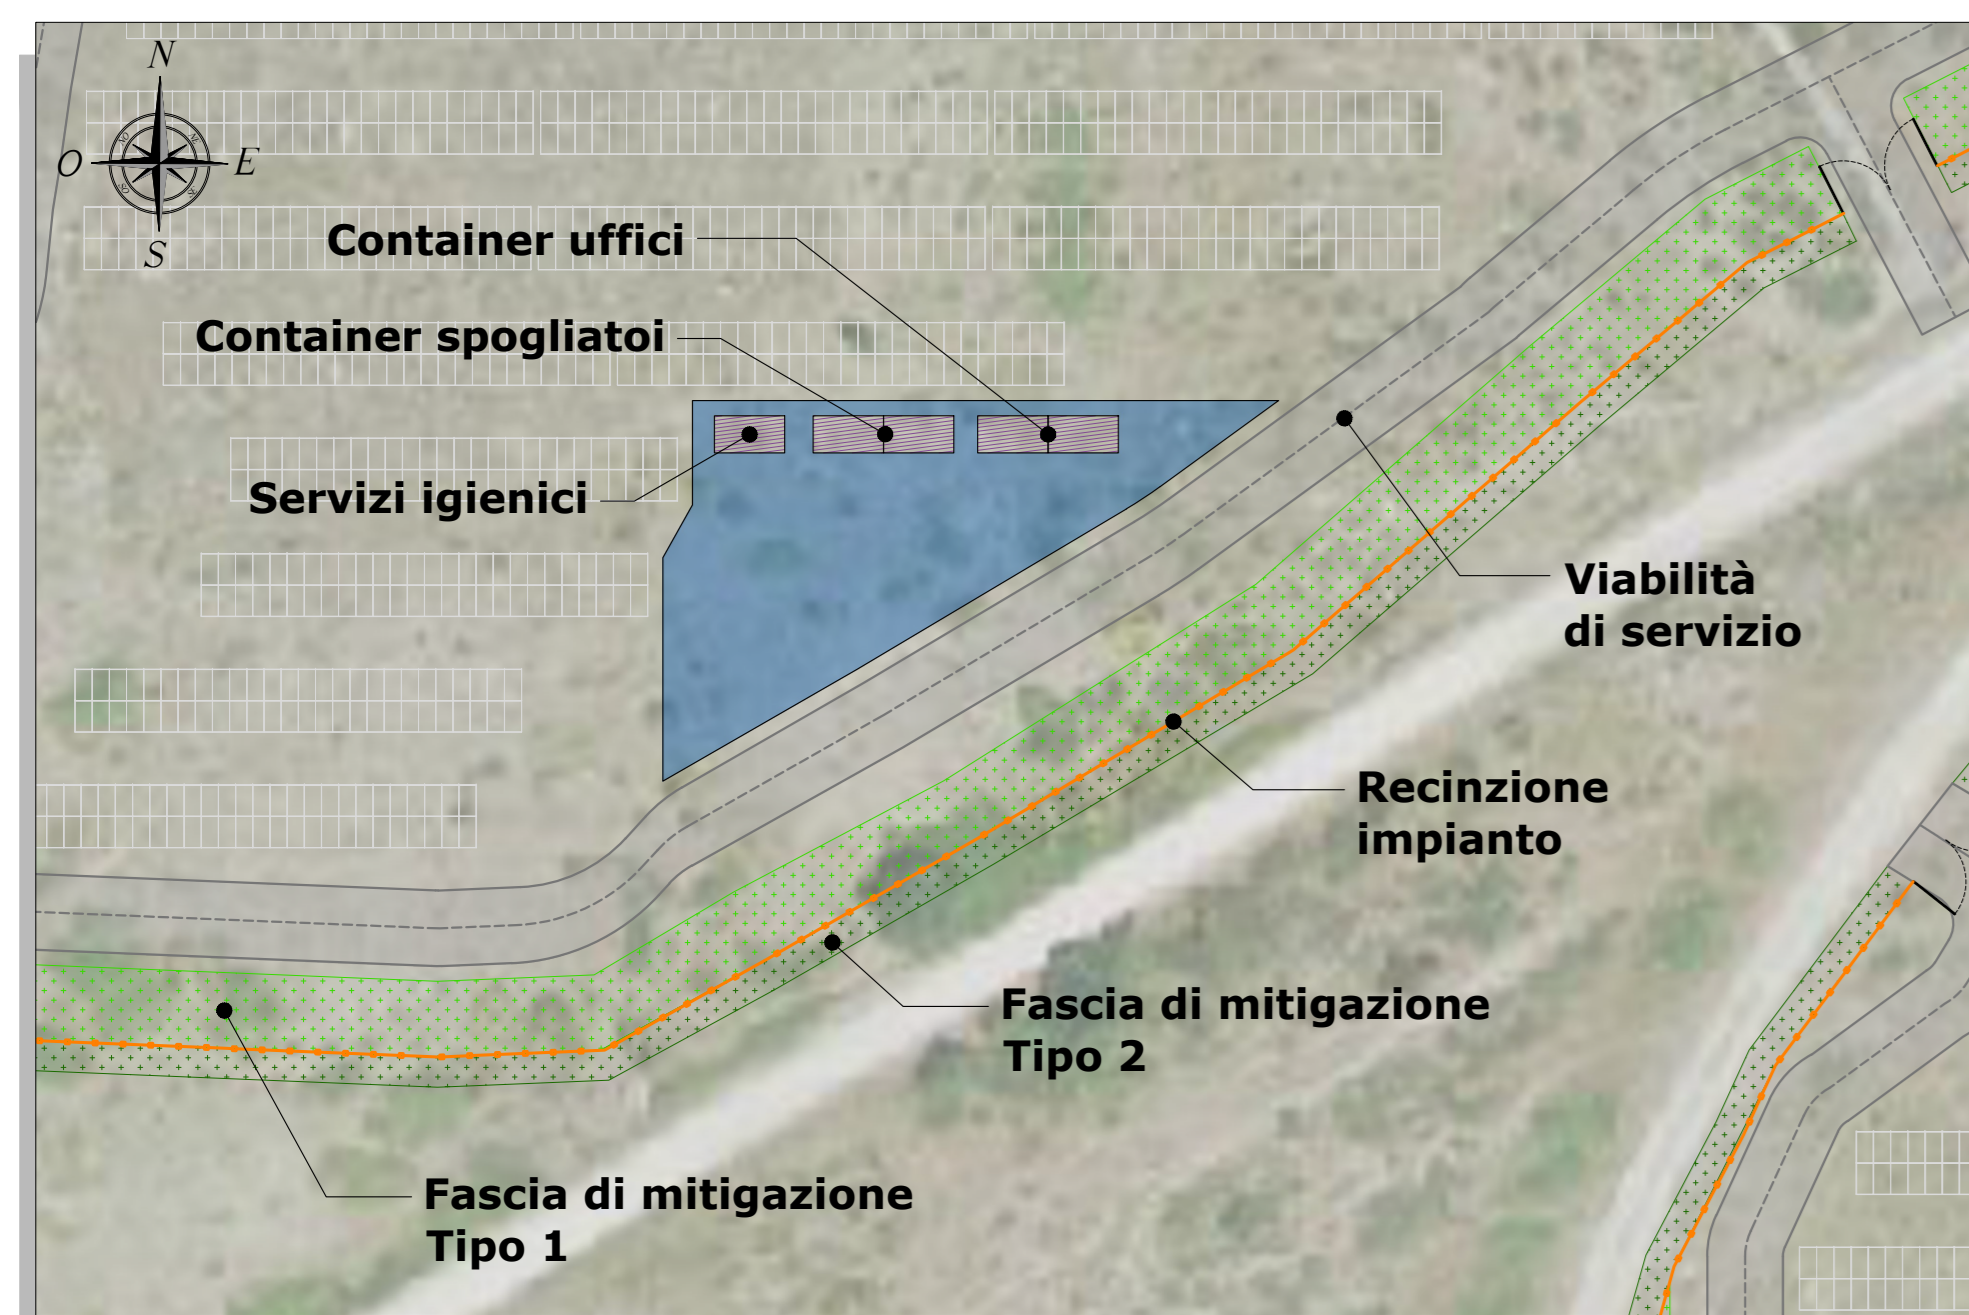 N
O
E
S
Container uffici
Container spogliatoi
Servizi igienici
Viabilità
di servizio
Recinzione
impianto
Fascia di mitigazione
Tipo 2
Fascia di mitigazione
Tipo 1